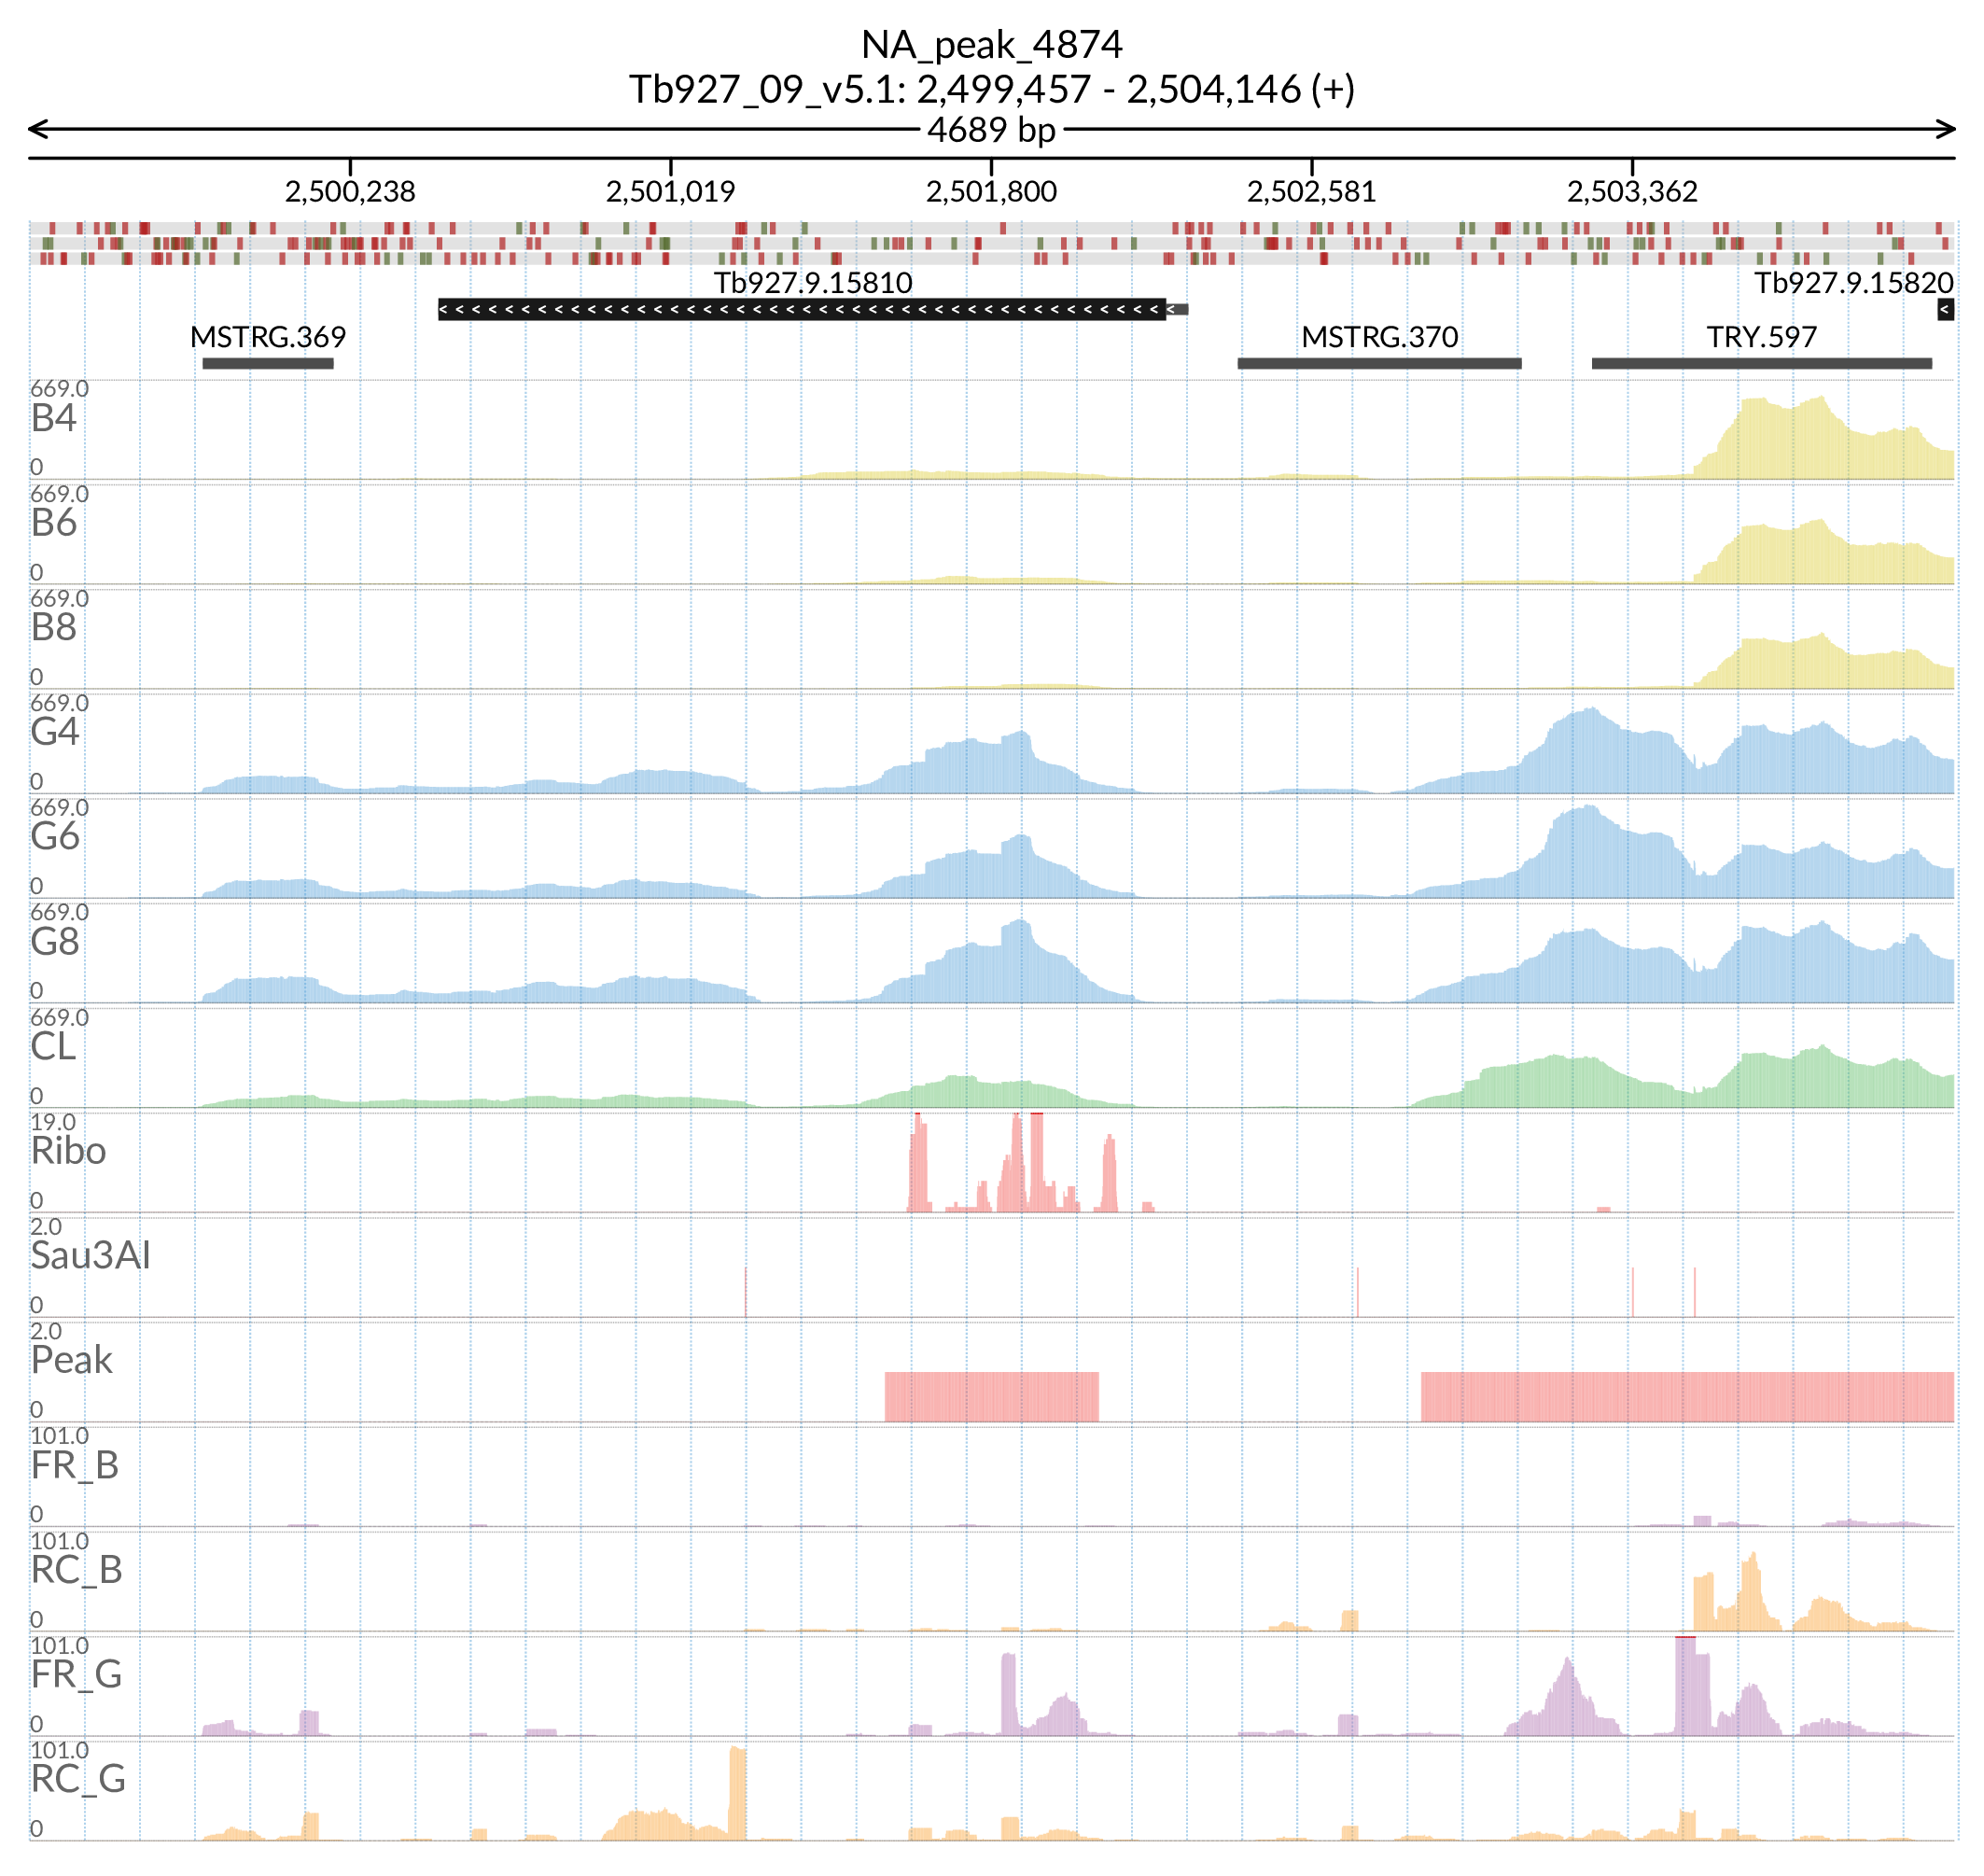 NA_peak_4874
Tb927_09_v5.1: 2,499,457 - 2,504,146 (+)
4689 bp
2,500,238 2,501,019 2,501,800 2,502,581 2,503,362
Tb927.9.15810 Tb927.9.15820
MSTRG.369 MSTRG.370 TRY.597
669.0
B4
0
669.0
B6
0
669.0
B8
0
669.0
G4
0
669.0
G6
0
669.0
G8
0
669.0
CL
0
19.0
Ribo
0
2.0
Sau3AI
0
2.0
Peak
0
101.0
FR_B
0
101.0
RC_B
0
101.0
FR_G
0
101.0
RC_G
0